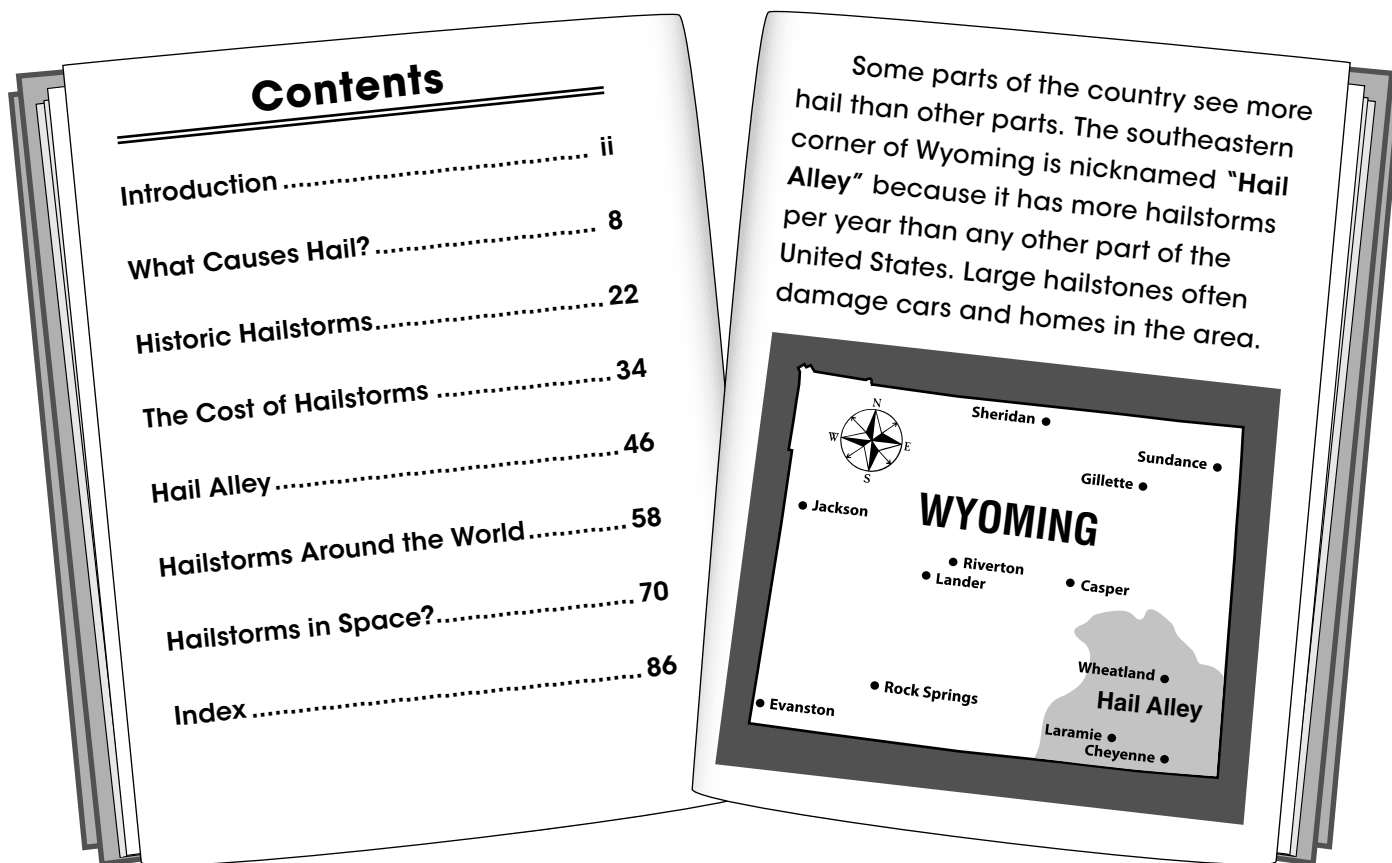 Contents
Introduction ........................................ ii
What Causes Hail? ............................ 8
Historic Hailstorms ............................. 22
The Cost of Hailstorms ...................... 34
Hail Alley ............................................ 46
Hailstorms Around the World ............. 58
Hailstorms in Space? ......................... 70
Index .................................................. 86
Some parts of the country see more
hail than other parts. The southeastern
corner of Wyoming is nicknamed “Hail
Alley” because it has more hailstorms
per year than any other part of the
United States. Large hailstones often
damage cars and homes in the area.
N
W
E
S
Sheridan
Sundance
Gillette
Jackson
WYOMING
Riverton
Lander
Casper
Wheatland
Hail Alley
Rock Springs
Evanston
Laramie
Cheyenne